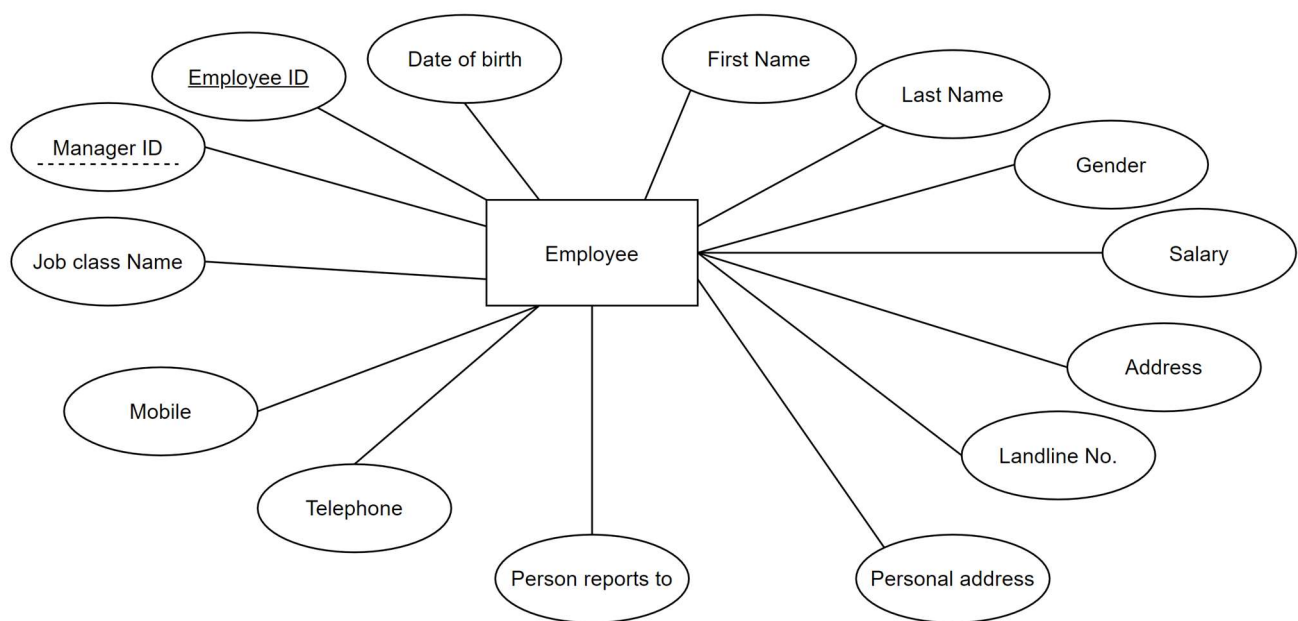 Date of birth
First Name
Employee ID
Last Name
Manager ID
Gender
Employee
Salary
Job class Name
Address
Mobile
Landline No.
Telephone
Person reports to
Personal address